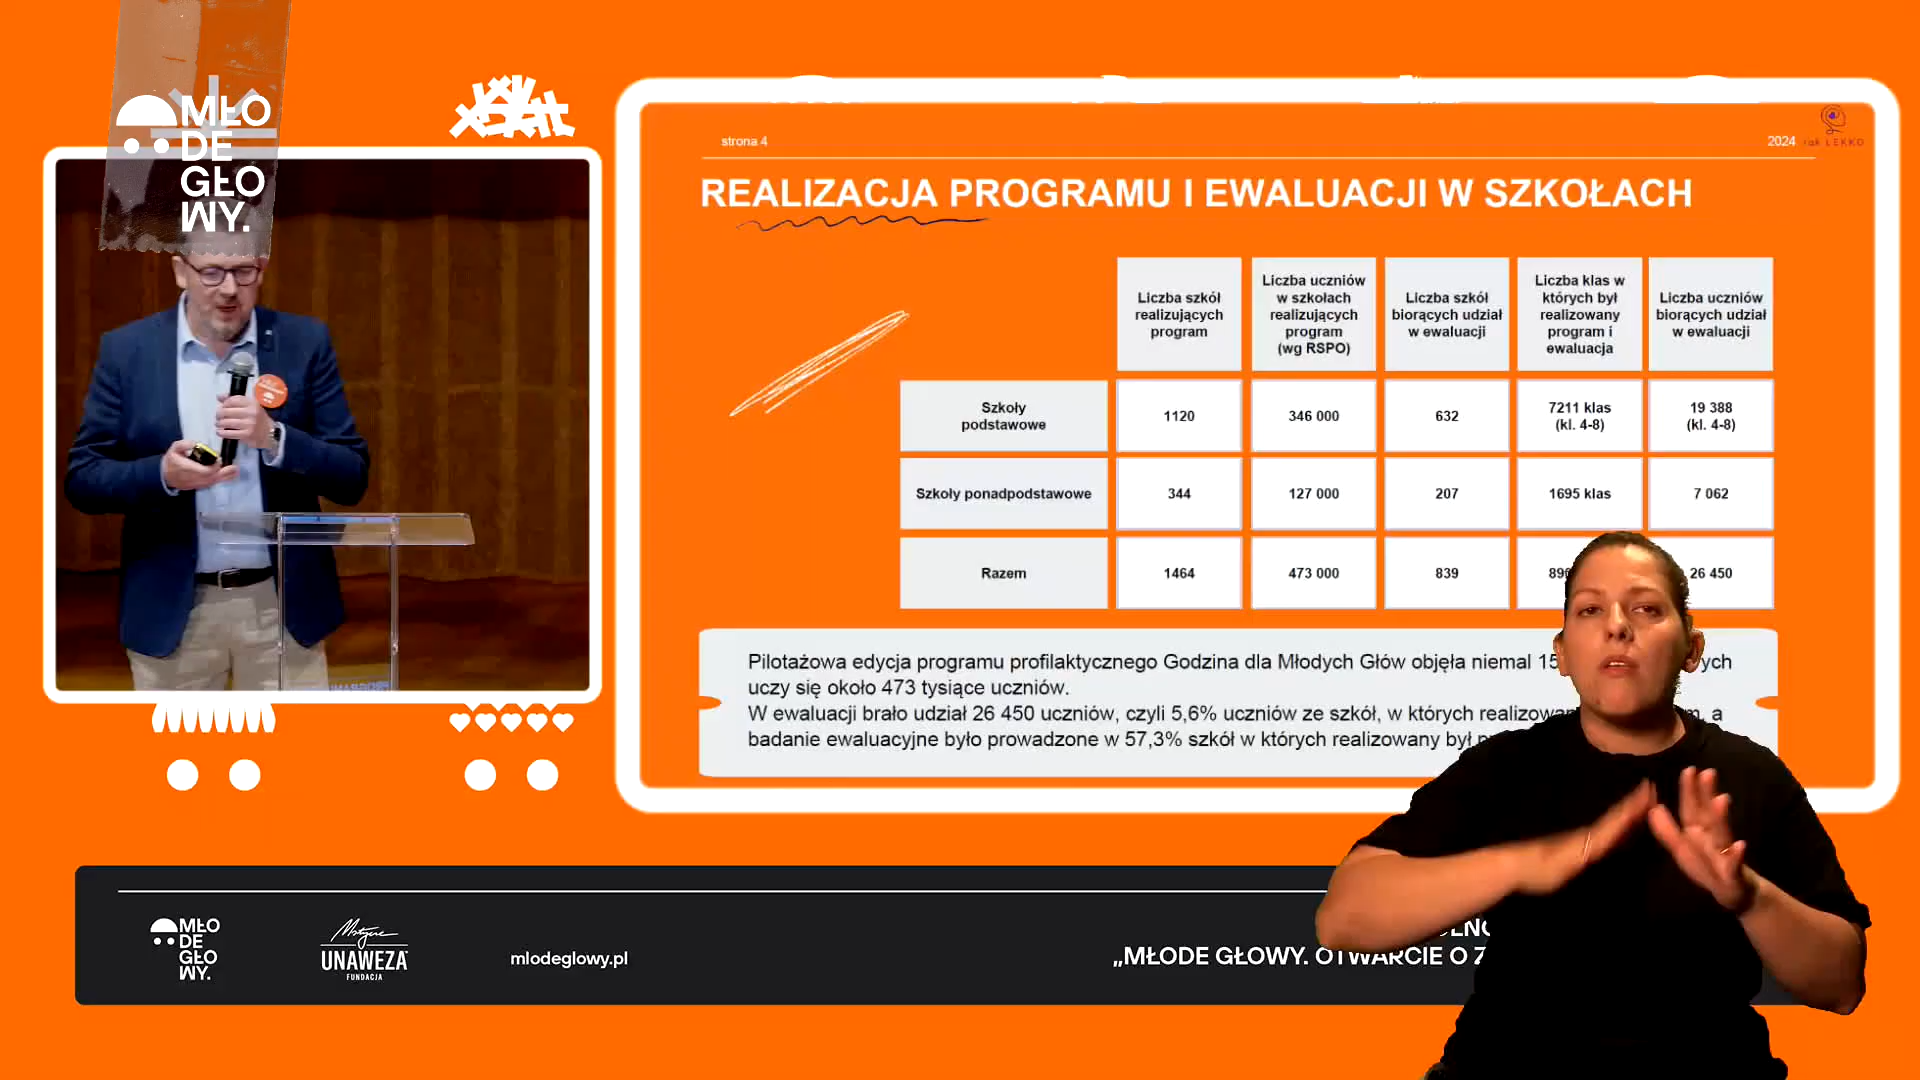 MŁO
DE
GŁO
WY.
strona 4
2024
rak LEKKO
REALIZACJA PROGRAMU I EWALUACJI W SZKOŁACH
Liczba szkół
realizujących
program
Liczba uczniów
w szkołach
realizujących
program
(wg RSPO)
Liczba szkół
biorących udział
w ewaluacji
Liczba klas w
których był
realizowany
program i
ewaluacja
Liczba uczniów
biorących udział
w ewaluacji
Szkoły
podstawowe
1120
346 000
632
7211 klas
(kl. 4-8)
19 388
(kl. 4-8)
Szkoły ponadpodstawowe
344
127 000
207
1695 klas
7 062
Razem
1464
473 000
839
26 450
Pilotażowa edycja programu profilaktycznego Godzina dla Młodych Głów objęła niemal
uczy się około 473 tysiące uczniów.
W ewaluacji brało udział 26 450 uczniów, czyli 5,6% uczniów ze szkół, w których a
badanie ewaluacyjne było prowadzone w 57,3% szkół w których realizowany był
MŁO
DE
GŁO
WY.
Martyna
UNAWEZA
FUNDACJA
mlodeglowy.pl
„MŁODE GŁOWY. OTWARCIE O